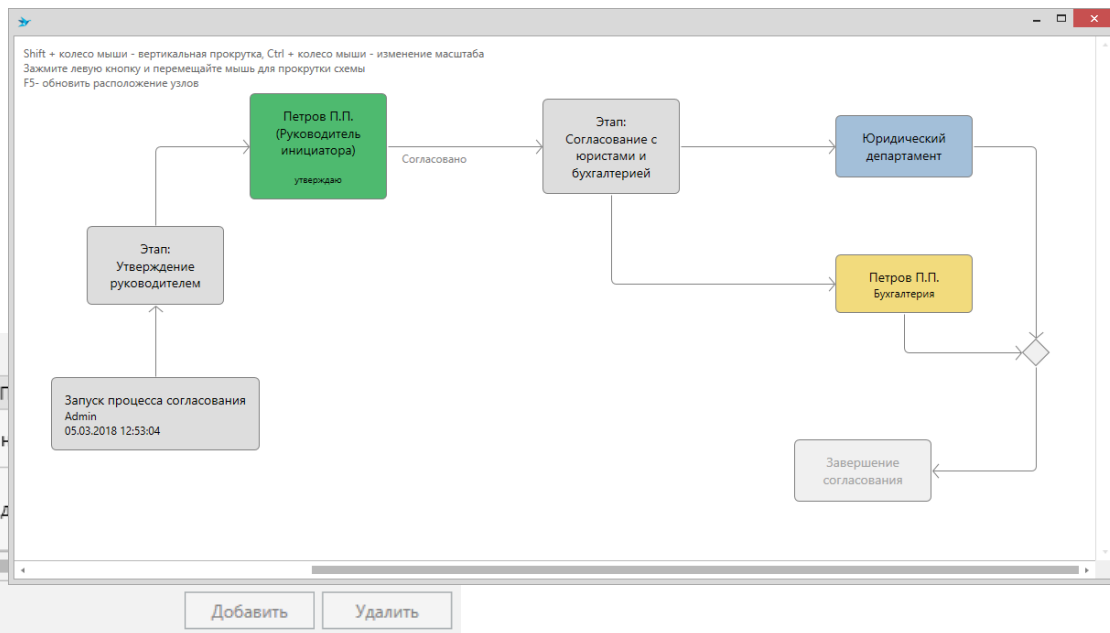 Shift + колесо мыши - вертикальная прокрутка, Ctrl + колесо мыши - изменение масштаба
Зажмите левую кнопку и перемещайте мышь для прокрутки схемы
F5- обновить расположение узлов
Петров П.П.
(Руководитель
инициатора)
утверждаю
Согласовано
Этап:
Согласование с
юристами и
бухгалтерией
Юридический
департамент
Этап:
Утверждение
руководителем
Петров П.П.
Бухгалтерия
Запуск процесса согласования
Admin
05.03.2018 12:53:04
Завершение
согласования
Добавить
Удалить